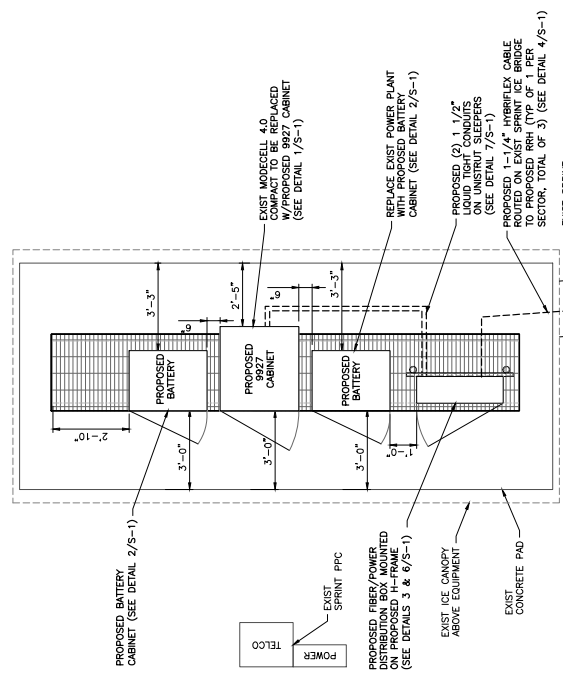 EXIST MODECELL 4.0
COMPACT TO BE REPLACED
W/PROPOSED 9927 CABINET
(SEE DETAIL 1/S-1)
REPLACE EXIST POWER PLANT
WITH PROPOSED BATTERY
CABINET (SEE DETAIL 2/S-1)
PROPOSED (2) 1 1/2"
LIQUID TIGHT CONDUITS
ON UNISTRUT SLEEPERS
(SEE DETAIL 7/S-1)
PROPOSED 1-1/4" HYBRIFLEX CABLE
ROUTED ON EXIST SPRINT ICE BRIDGE
TO PROPOSED RRH (TYP OF 1 PER
SECTOR, TOTAL OF 3) (SEE DETAIL 4/S-1)
3'-3"
6"
2'-5"
6"
3'-3"
PROPOSED
BATTERY
PROPOSED
9927
CABINET
PROPOSED
BATTERY
2'-10"
3'-0"
3'-0"
3'-0"
1'-0"
PROPOSED BATTERY
CABINET (SEE DETAIL 2/S-1)
TELCO
POWER
EXIST
SPRINT PPC
PROPOSED FIBER/POWER
DISTRIBUTION BOX MOUNTED
ON PROPOSED H-FRAME
(SEE DETAILS 3 & 6/S-1)
EXIST ICE CANOPY
ABOVE EQUIPMENT
EXIST
CONCRETE PAD